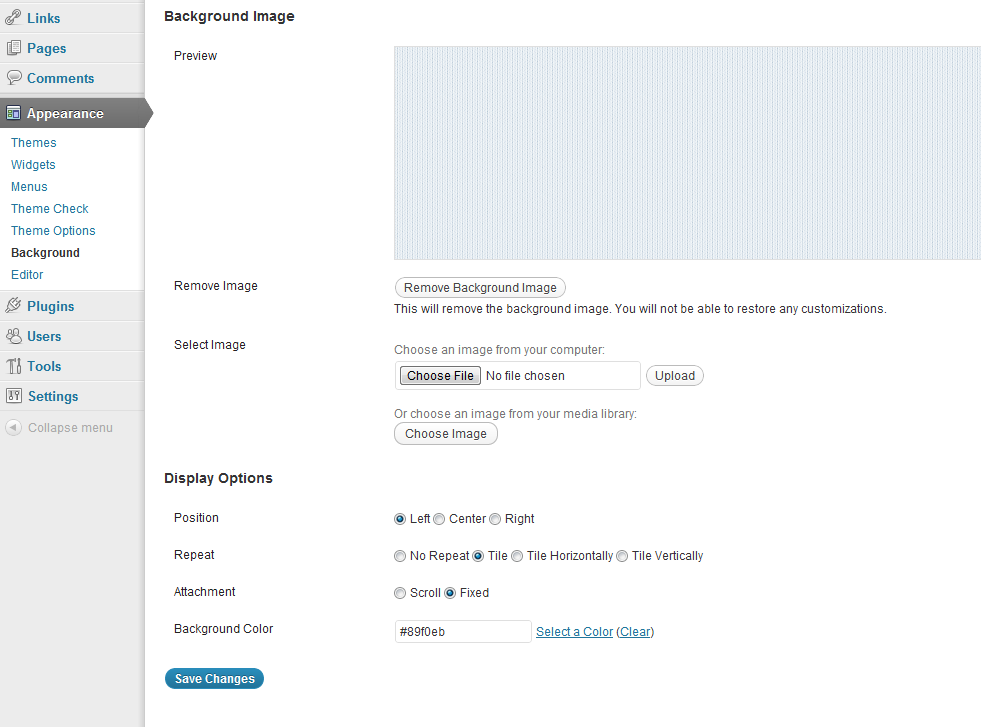 Links
Pages
Comments
Appearance
Themes
Widgets
Menus
Theme Check
Theme Options
Background
Editor
Plugins
Users
Tools
Settings
Collapse menu
Background Image
Preview
Remove Image
Remove Background Image
This will remove the background image. You will not be able to restore any customizations.
Select Image
Choose an image from your computer:
Choose File No file chosen Upload
Or choose an image from your media library:
Choose Image
Display Options
Position Left Center Right
Repeat No Repeat Tile Tile Horizontally Tile Vertically
Attachment Scroll Fixed
Background Color #89f0eb Select a Color (Clear)
Save Changes